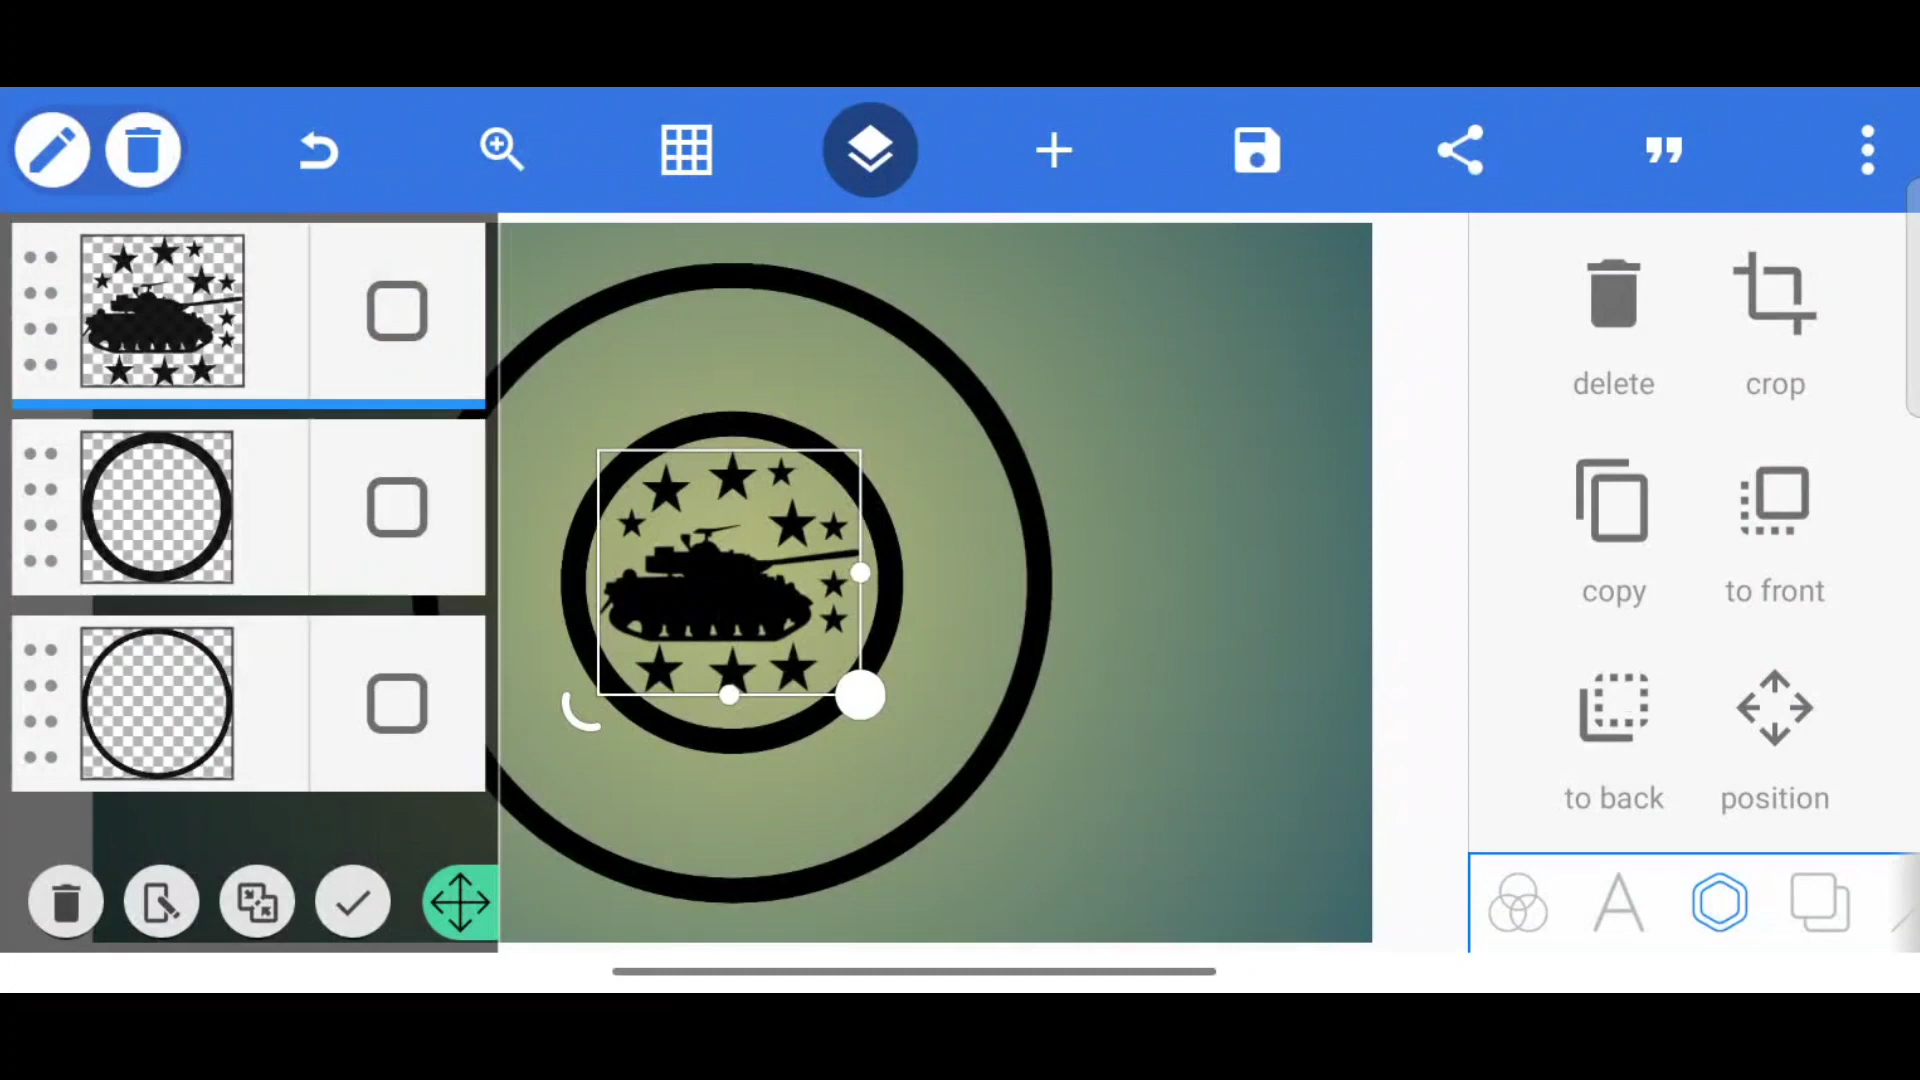 delete
crop
copy
to front
to back
position